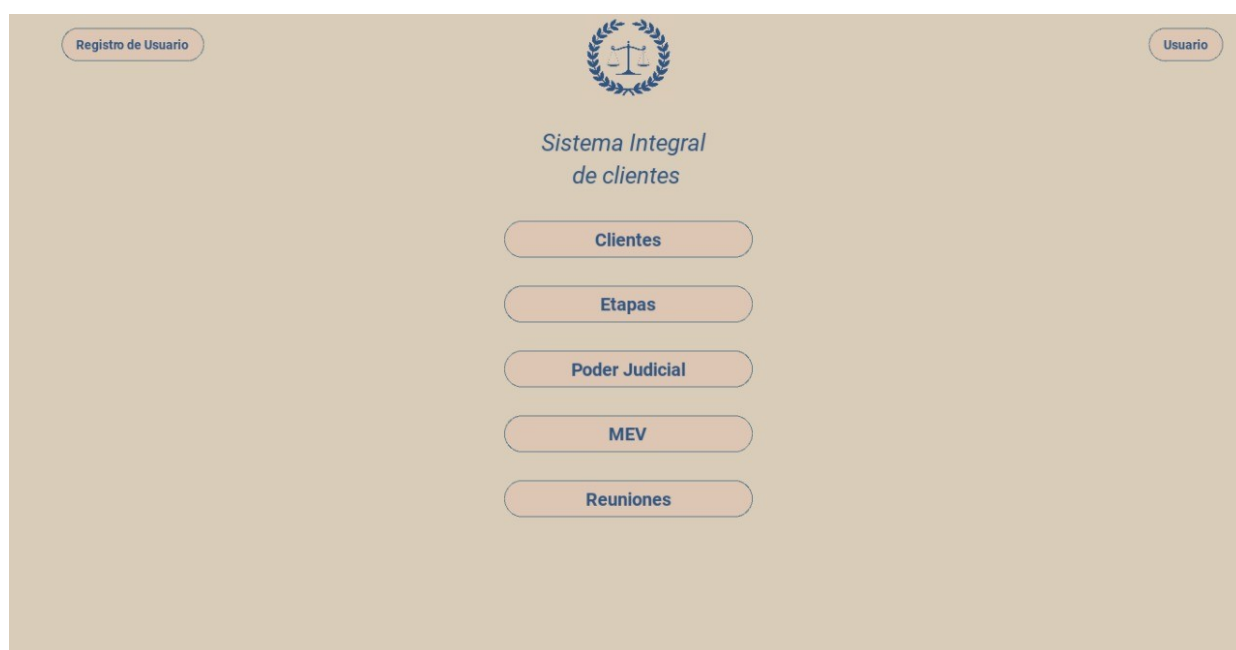 Registro de Usuario
Usuario
Sistema Integral
de clientes
Clientes
Etapas
Poder Judicial
MEV
Reuniones